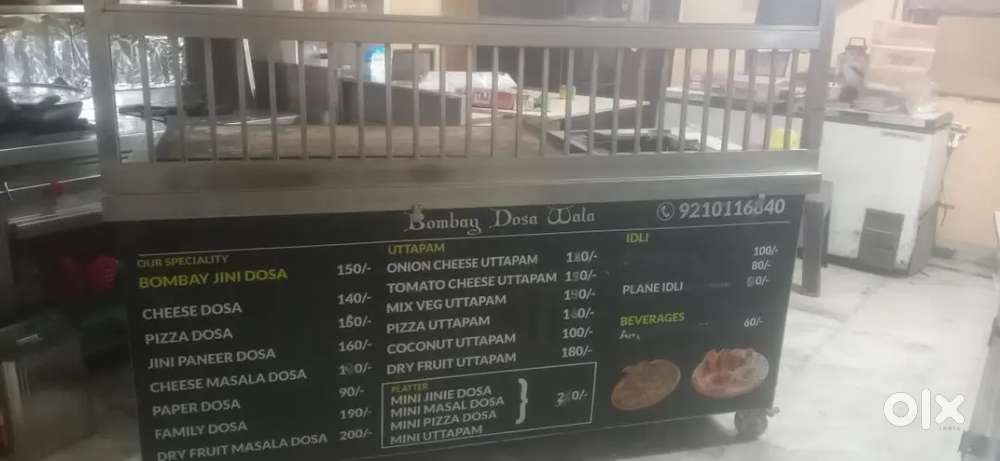 Bombay Dosa Wala
OUR SPECIALITY
BOMBAY JINI DOSA 150/-
CHEESE DOSA 140/-
PIZZA DOSA
JINI PANEER DOSA 160/-
CHEESE MASALA DOSA
PAPER DOSA 90/-
FAMILY DOSA 190/-
DRY FRUIT MASALA DOSA 200/-
UTTAPAM
ONION CHEESE UTTAPAM
TOMATO CHEESE UTTAPAM
MIX VEG UTTAPAM
PIZZA UTTAPAM
COCONUT UTTAPAM 100/-
DRY FRUIT UTTAPAM 180/-
PLATTER
MINI JINIE DOSA
MINI MASAL DOSA
MINI PIZZA DOSA
MINI UTTAPAM
IDLI
100/-
80/-
PLANE IDLI
BEVERAGES
60/-
olx
INDIA